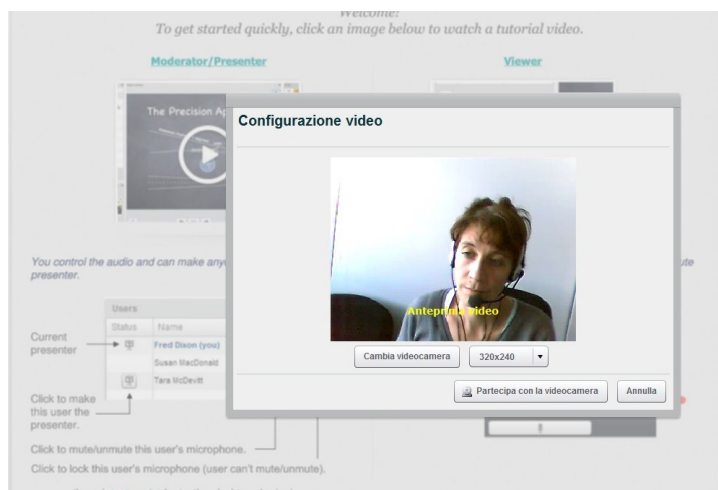 Welcome!
To get started quickly, click an image below to watch a tutorial video.
Moderator/Presenter
Viewer
The Precision Ap
Configurazione video
You control the audio and can make any
ute
presenter.
Anteprima video
Users
Status Name
Current
presenter
Fred Dixon (you)
Susan MacDonald
Tara McDevitt
Cambia videocamera
320x240
Partecipa con la videocamera
Annulla
Click to make
this user the
presenter.
Click to mute/unmute this user's microphone.
Click to lock this user's microphone (user can't mute/unmute).